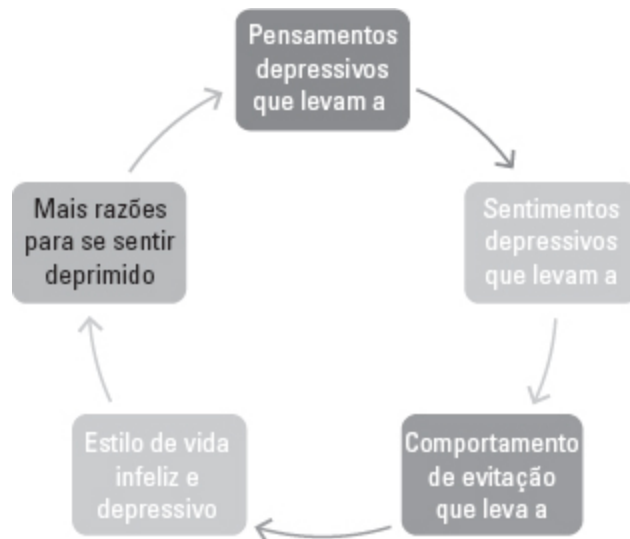 Pensamentos
depressivos
que levam a
Sentimentos
depressivos
que levam a
Comportamento
de evitação
que leva a
Estilo de vida
infeliz e
depressivo
Mais razões
para se sentir
deprimido